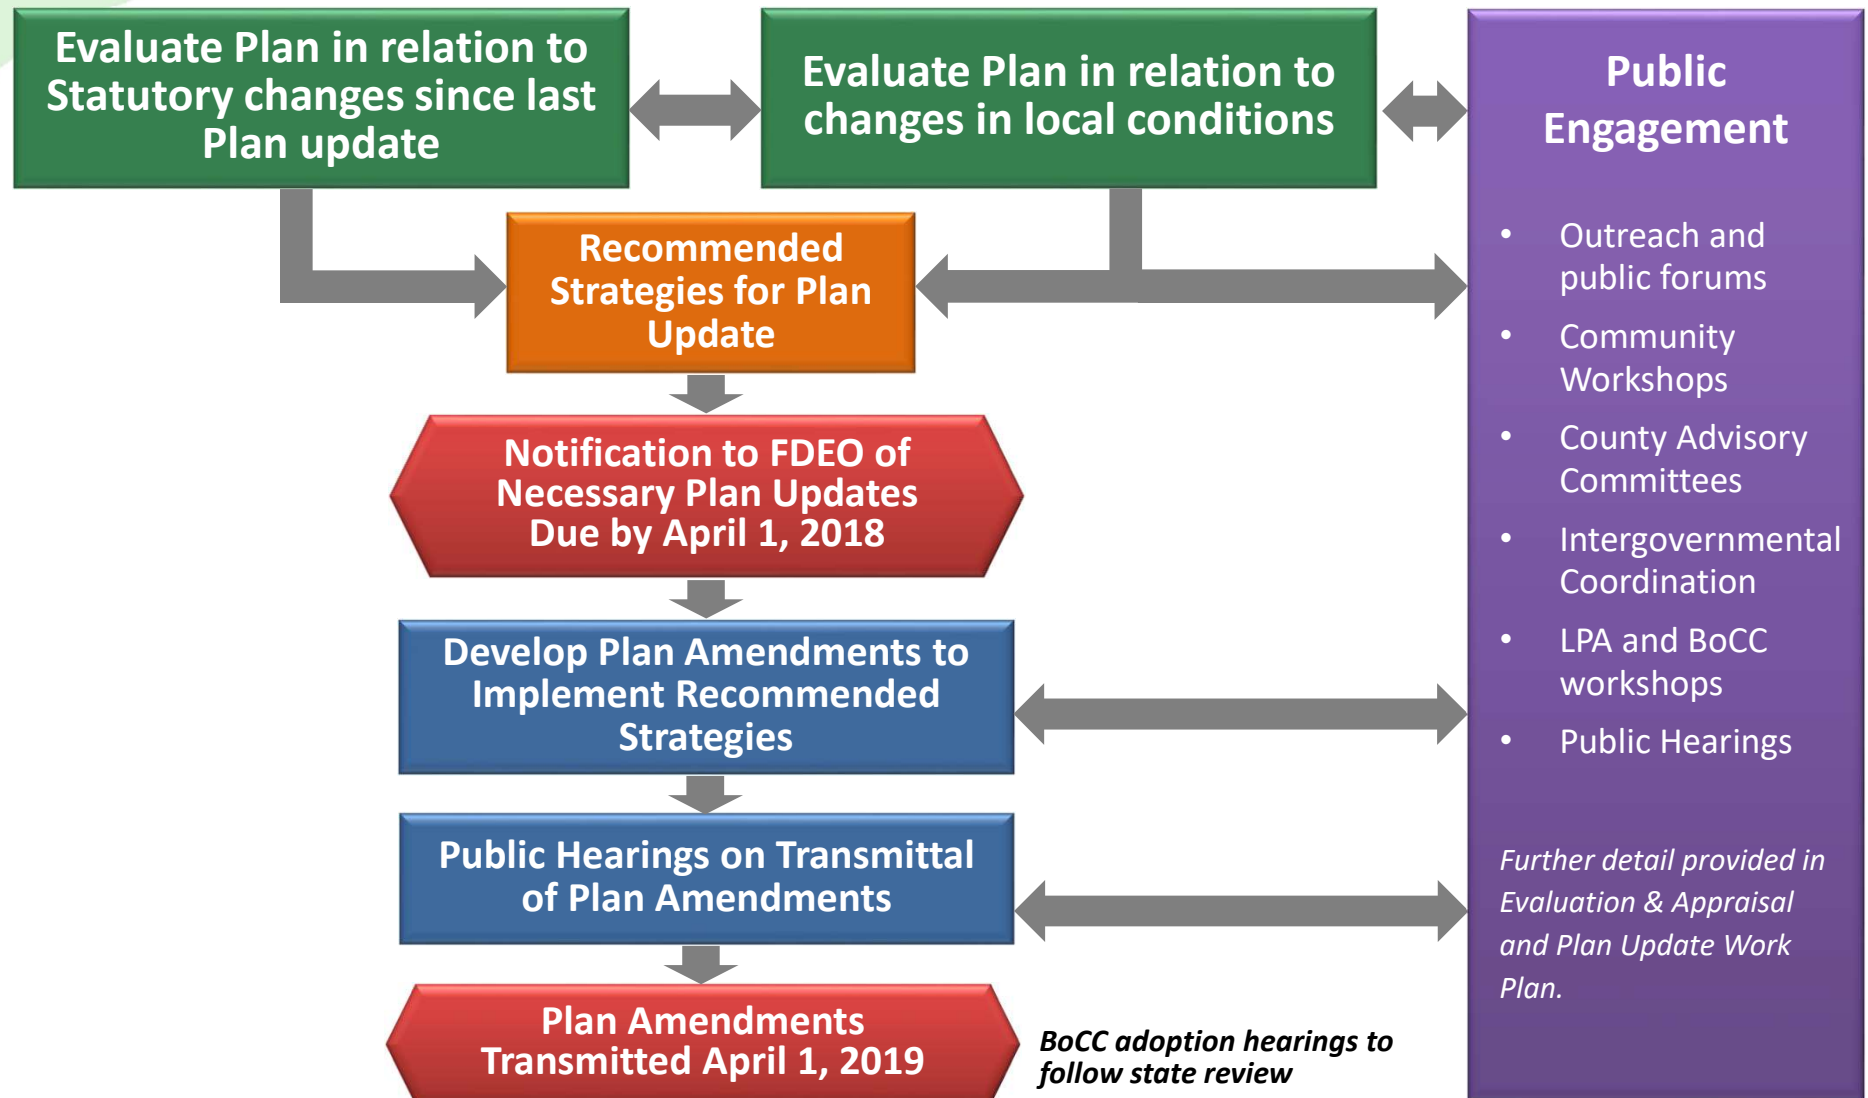 Evaluate Plan in relation to
Statutory changes since last
Plan update
Evaluate Plan in relation to
changes in local conditions
Recommended
Strategies for Plan
Update
Notification to FDEO of
Necessary Plan Updates
Due by April 1, 2018
Develop Plan Amendments to
Implement Recommended
Strategies
Public Hearings on Transmittal
of Plan Amendments
Plan Amendments
Transmitted April 1, 2019
BoCC adoption hearings to
follow state review
Public
Engagement
• Outreach and
public forums
• Community
Workshops
• County Advisory
Committees
• Intergovernmental
Coordination
• LPA and BoCC
workshops
• Public Hearings
Further detail provided in
Evaluation & Appraisal
and Plan Update Work
Plan.